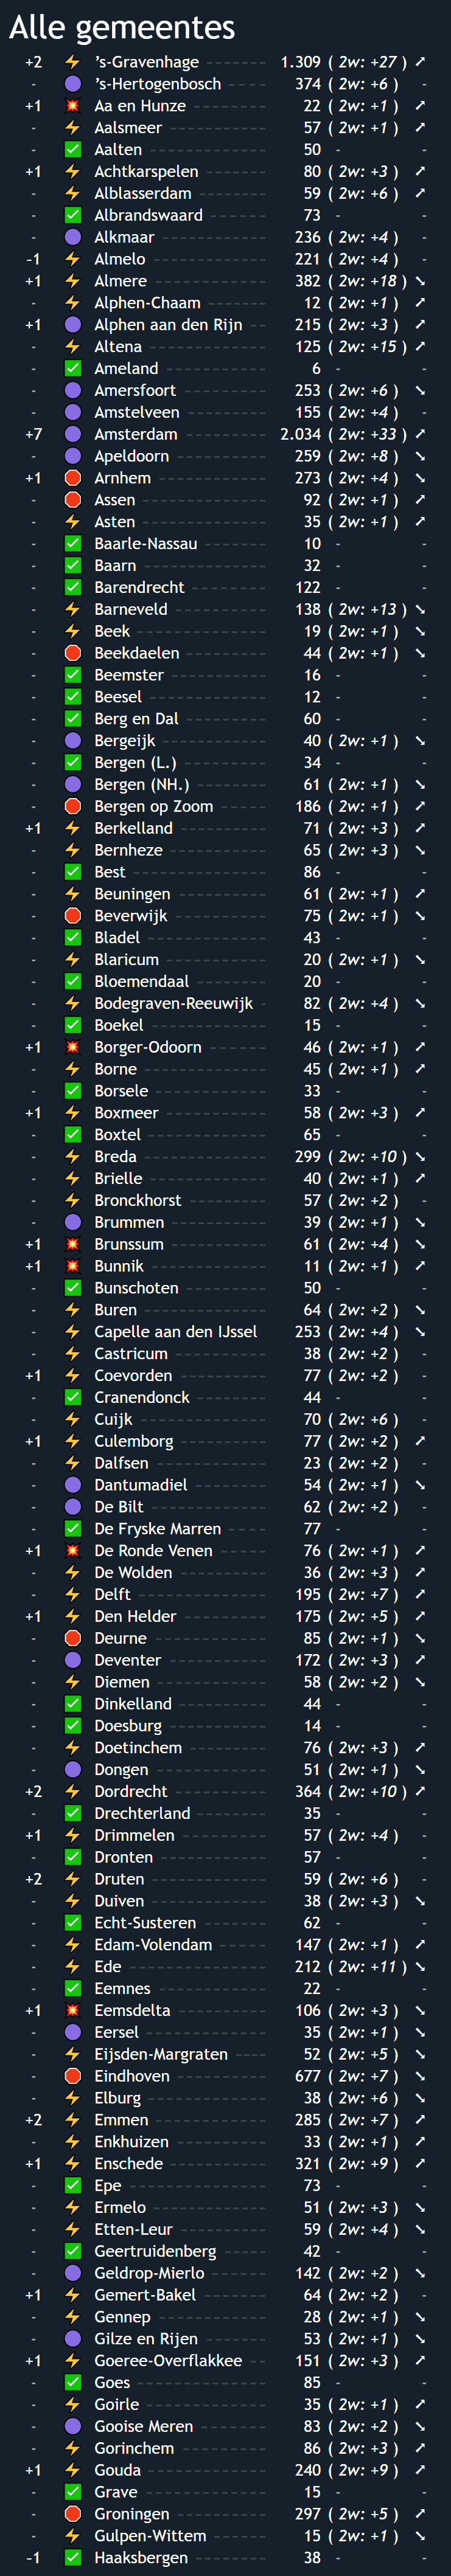 Alle gemeentes
+2 ⚡ ’s-Gravenhage 1.309 ( 2w: +27 ) ➚
- 🟣 ’s-Hertogenbosch 374 ( 2w: +6 ) -
+1 💥 Aa en Hunze 22 ( 2w: +1 ) ➚
- ⚡ Aalsmeer 57 ( 2w: +1 ) ➚
- ✅ Aalten 50 - -
+1 ⚡ Achtkarspelen 80 ( 2w: +3 ) ➚
- ⚡ Alblasserdam 59 ( 2w: +6 ) ➚
- ✅ Albrandswaard 73 - -
- 🟣 Alkmaar 236 ( 2w: +4 ) -
-1 ⚡ Almelo 221 ( 2w: +4 ) -
+1 ⚡ Almere 382 ( 2w: +18 ) ➘
- ⚡ Alphen-Chaam 12 ( 2w: +1 ) ➚
+1 🟣 Alphen aan den Rijn 215 ( 2w: +3 ) ➚
- ⚡ Altena 125 ( 2w: +15 ) ➚
- ✅ Ameland 6 - -
- 🟣 Amersfoort 253 ( 2w: +6 ) ➘
- 🟣 Amstelveen 155 ( 2w: +4 ) -
+7 🟣 Amsterdam 2.034 ( 2w: +33 ) ➚
- 🟣 Apeldoorn 259 ( 2w: +8 ) ➘
+1 🛑 Arnhem 273 ( 2w: +4 ) ➘
- 🛑 Assen 92 ( 2w: +1 ) ➚
- ⚡ Asten 35 ( 2w: +1 ) ➚
- ✅ Baarle-Nassau 10 - -
- ✅ Baarn 32 - -
- ✅ Barendrecht 122 - -
- ⚡ Barneveld 138 ( 2w: +13 ) ➘
- ⚡ Beek 19 ( 2w: +1 ) ➘
- 🛑 Beekdaelen 44 ( 2w: +1 ) ➘
- ✅ Beemster 16 - -
- ✅ Beesel 12 - -
- ✅ Berg en Dal 60 - -
- 🟣 Bergeijk 40 ( 2w: +1 ) ➘
- ✅ Bergen (L.) 34 - -
- 🟣 Bergen (NH.) 61 ( 2w: +1 ) ➘
- 🛑 Bergen op Zoom 186 ( 2w: +1 ) ➚
+1 ⚡ Berkelland 71 ( 2w: +3 ) ➚
- ⚡ Bernheze 65 ( 2w: +3 ) ➘
- ✅ Best 86 - -
- ⚡ Beuningen 61 ( 2w: +1 ) ➚
- 🛑 Beverwijk 75 ( 2w: +1 ) ➘
- ✅ Bladel 43 - -
- ⚡ Blaricum 20 ( 2w: +1 ) ➘
- ✅ Bloemendaal 20 - -
- ⚡ Bodegraven-Reeuwijk 82 ( 2w: +4 ) ➘
- ✅ Boekel 15 - -
+1 💥 Borger-Odoorn 46 ( 2w: +1 ) ➚
- ⚡ Borne 45 ( 2w: +1 ) ➚
- ✅ Borsele 33 - -
+1 ⚡ Boxmeer 58 ( 2w: +3 ) ➚
- ✅ Boxtel 65 - -
- ⚡ Breda 299 ( 2w: +10 ) ➘
- ⚡ Brielle 40 ( 2w: +1 ) ➚
- ⚡ Bronckhorst 57 ( 2w: +2 ) -
- 🟣 Brummen 39 ( 2w: +1 ) ➘
+1 💥 Brunssum 61 ( 2w: +4 ) ➘
+1 💥 Bunnik 11 ( 2w: +1 ) ➚
- ✅ Bunschoten 50 - -
- ⚡ Buren 64 ( 2w: +2 ) ➘
- ⚡ Capelle aan den IJssel 253 ( 2w: +4 ) ➘
- ⚡ Castricum 38 ( 2w: +2 ) -
+1 ⚡ Coevorden 77 ( 2w: +2 ) -
- ✅ Cranendonck 44 - -
- ⚡ Cuijk 70 ( 2w: +6 ) -
+1 ⚡ Culemborg 77 ( 2w: +2 ) ➚
- ⚡ Dalfsen 23 ( 2w: +2 ) -
- 🟣 Dantumadiel 54 ( 2w: +1 ) ➘
- 🟣 De Bilt 62 ( 2w: +2 ) -
- ✅ De Fryske Marren 77 - -
+1 💥 De Ronde Venen 76 ( 2w: +1 ) ➚
- ⚡ De Wolden 36 ( 2w: +3 ) ➚
- ⚡ Delft 195 ( 2w: +7 ) ➚
+1 ⚡ Den Helder 175 ( 2w: +5 ) ➚
- 🛑 Deurne 85 ( 2w: +1 ) ➘
- 🟣 Deventer 172 ( 2w: +3 ) ➚
- ⚡ Diemen 58 ( 2w: +2 ) ➘
- ✅ Dinkelland 44 - -
- ✅ Doesburg 14 - -
- ⚡ Doetinchem 76 ( 2w: +3 ) ➚
- 🟣 Dongen 51 ( 2w: +1 ) ➘
+2 ⚡ Dordrecht 364 ( 2w: +10 ) ➚
- ✅ Drechterland 35 - -
+1 ⚡ Drimmelen 57 ( 2w: +4 ) -
- ✅ Dronten 57 - -
+2 ⚡ Druten 59 ( 2w: +6 ) -
- ⚡ Duiven 38 ( 2w: +3 ) ➘
- ✅ Echt-Susteren 62 - -
- ⚡ Edam-Volendam 147 ( 2w: +1 ) ➚
- ⚡ Ede 212 ( 2w: +11 ) ➘
- ✅ Eemnes 22 - -
+1 💥 Eemsdelta 106 ( 2w: +3 ) ➘
- 🟣 Eersel 35 ( 2w: +1 ) ➘
- ⚡ Eijsden-Margraten 52 ( 2w: +5 ) ➘
- 🛑 Eindhoven 677 ( 2w: +7 ) ➘
- ⚡ Elburg 38 ( 2w: +6 ) ➘
+2 ⚡ Emmen 285 ( 2w: +7 ) ➚
- ⚡ Enkhuizen 33 ( 2w: +1 ) ➚
+1 ⚡ Enschede 321 ( 2w: +9 ) ➚
- ✅ Epe 73 - -
- ⚡ Ermelo 51 ( 2w: +3 ) ➘
- ⚡ Etten-Leur 59 ( 2w: +4 ) ➘
- ✅ Geertruidenberg 42 - -
- 🟣 Geldrop-Mierlo 142 ( 2w: +2 ) ➘
+1 ⚡ Gemert-Bakel 64 ( 2w: +2 ) -
- ⚡ Gennep 28 ( 2w: +1 ) ➘
- 🟣 Gilze en Rijen 53 ( 2w: +1 ) ➘
+1 ⚡ Goeree-Overflakkee 151 ( 2w: +3 ) ➚
- ✅ Goes 85 - -
- ⚡ Goirle 35 ( 2w: +1 ) ➚
- 🟣 Gooise Meren 83 ( 2w: +2 ) ➘
- ⚡ Gorinchem 86 ( 2w: +3 ) ➚
+1 ⚡ Gouda 240 ( 2w: +9 ) ➚
- ✅ Grave 15 - -
- 🛑 Groningen 297 ( 2w: +5 ) ➚
- ⚡ Gulpen-Wittem 15 ( 2w: +1 ) ➘
-1 ✅ Haaksbergen 38 - -